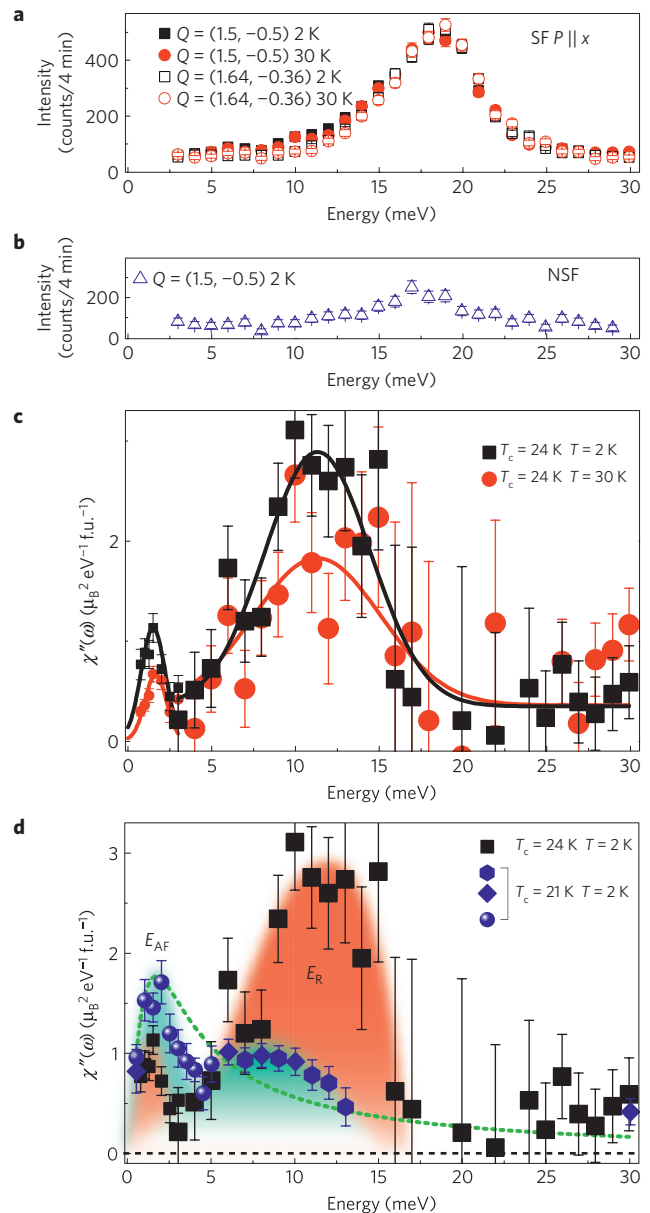 a
SF P || x
Q = (1.5, −0.5) 2 K
Q = (1.5, −0.5) 30 K
Q = (1.64, −0.36) 2 K
Q = (1.64, −0.36) 30 K
Intensity
(counts/4 min)
400
200
0
0 5 10 15 20 25 30
Energy (meV)
b
Q = (1.5, −0.5) 2 K
NSF
Intensity
(counts/4 min)
200
0
0 5 10 15 20 25 30
Energy (meV)
c
Tc = 24 K T = 2 K
Tc = 24 K T = 30 K
χ″(ω) (μB² eV⁻¹ f.u.⁻¹)
2
0
0 5 10 15 20 25 30
Energy (meV)
d
Tc = 24 K T = 2 K
Tc = 21 K T = 2 K
EAF
ER
χ″(ω) (μB² eV⁻¹ f.u.⁻¹)
3
2
1
0
0 5 10 15 20 25 30
Energy (meV)